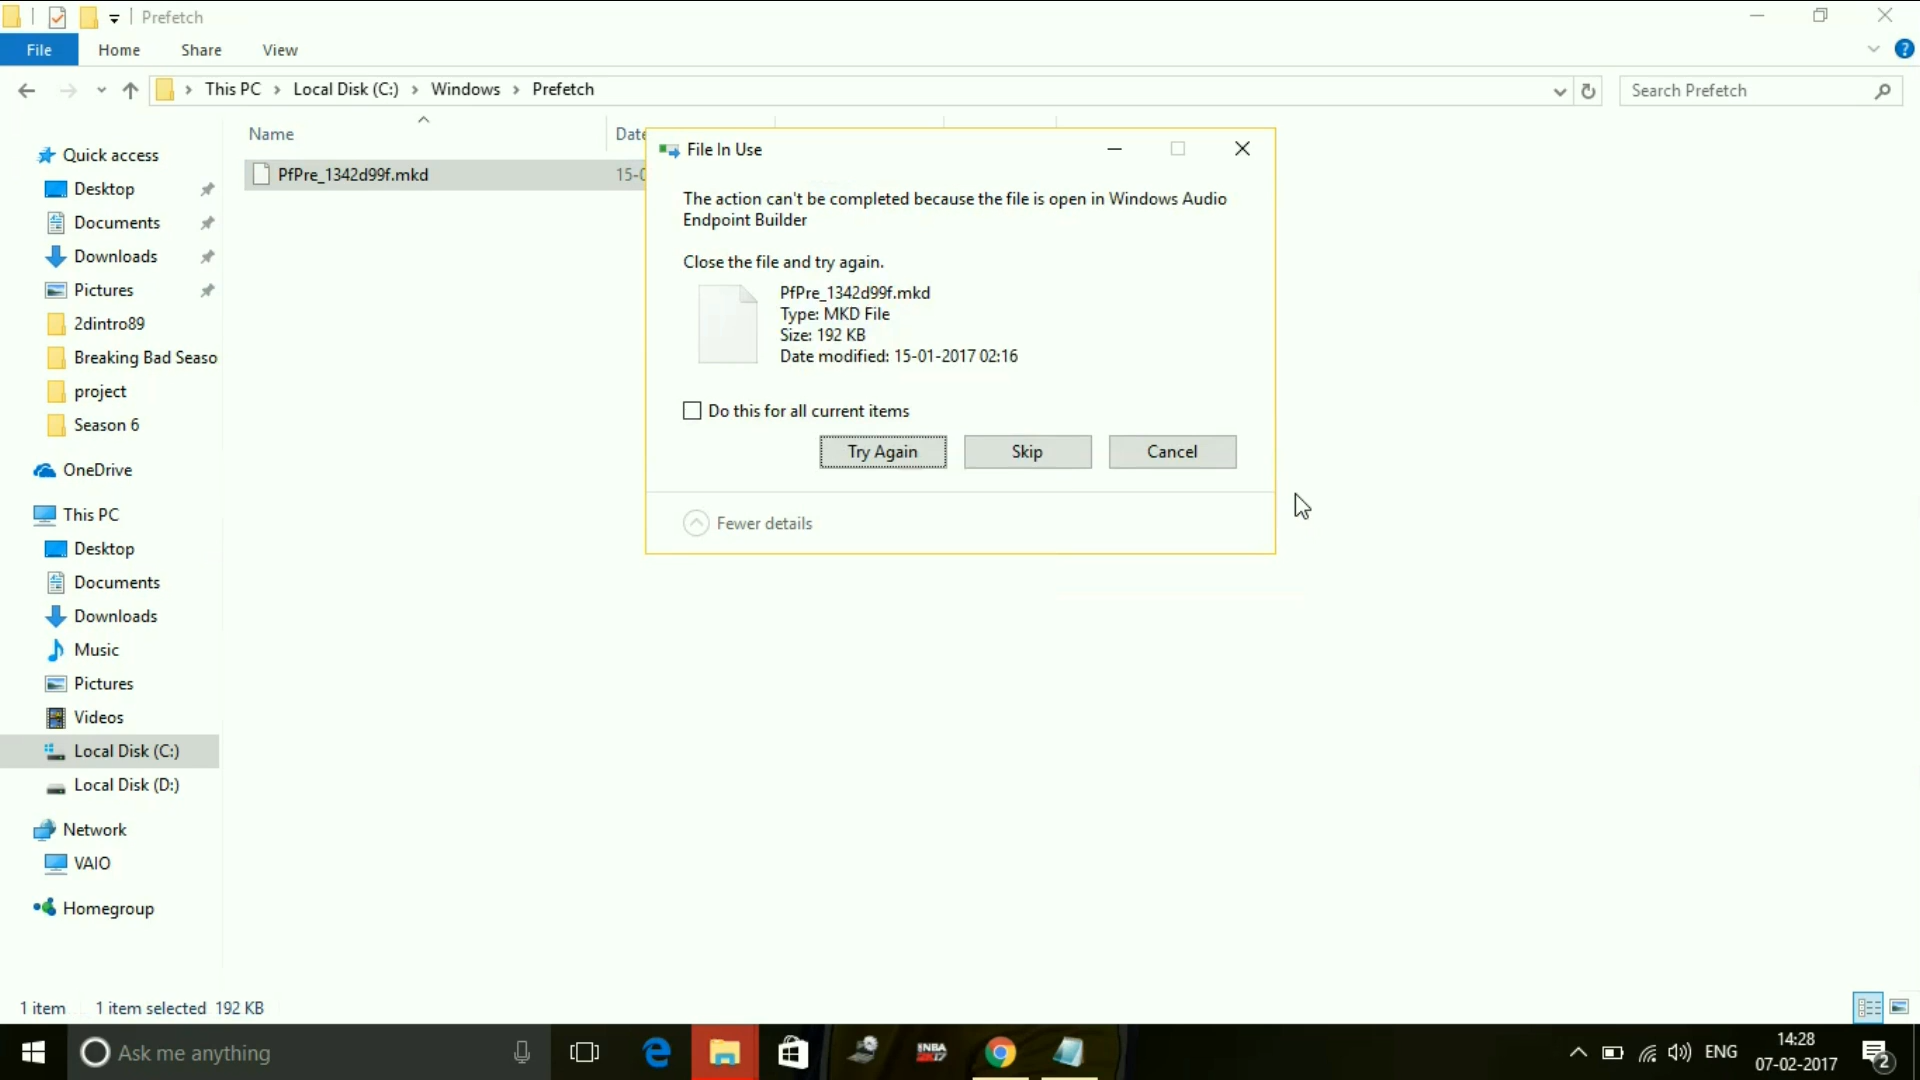 Prefetch
File Home Share View
This PC Local Disk (C:) Windows Prefetch
Search Prefetch
Name
Date
Quick access
Desktop
Documents
Downloads
Pictures
2dintro89
Breaking Bad Seaso
project
Season 6
OneDrive
This PC
Desktop
Documents
Downloads
Music
Pictures
Videos
Local Disk (C:)
Local Disk (D:)
Network
VAIO
Homegroup
PfPre_1342d99f.mkd 15-0
File In Use
The action can't be completed because the file is open in Windows Audio
Endpoint Builder
Close the file and try again.
PfPre_1342d99f.mkd
Type: MKD File
Size: 192 KB
Date modified: 15-01-2017 02:16
Do this for all current items
Try Again Skip Cancel
Fewer details
1 item 1 item selected 192 KB
Ask me anything
NBA
2K17
ENG
14:28
07-02-2017
2